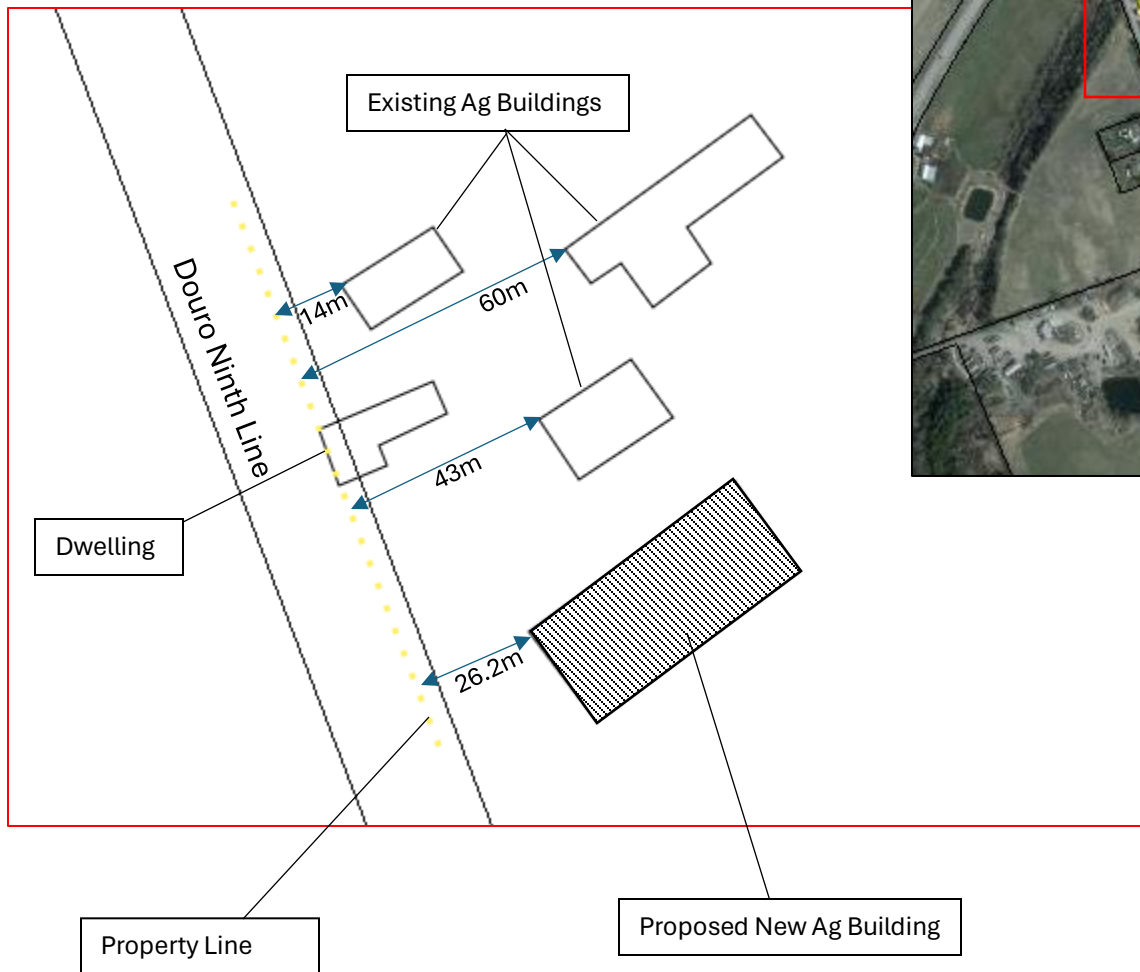 Existing Ag Buildings
Douro Ninth Line
14m
60m
43m
Dwelling
26.2m
Proposed New Ag Building
Property Line